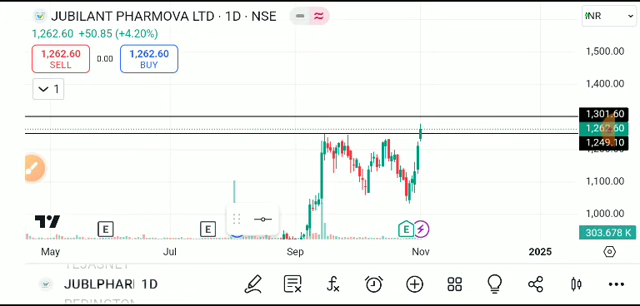 JUBILANT PHARMOVA LTD · 1D · NSE
INR
1,262.60 +50.85 (+4.20%)
1,262.60 SELL
0.00
1,262.60 BUY
1
1,500.00
1,400.00
1,301.60
1,262.60
1,249.10
1,100.00
1,000.00
303.678 K
E
E
E
May
Jul
Sep
Nov
2025
JUBLPHARM 1D